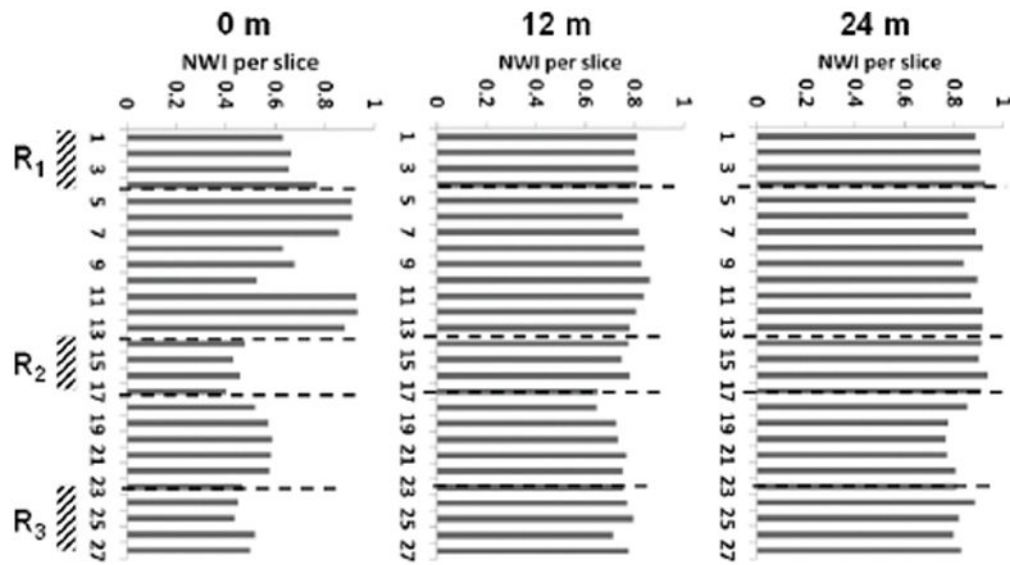 0 m 12 m 24 m
NWI per slice NWI per slice NWI per slice
0 0.2 0.4 0.6 0.8 1 0 0.2 0.4 0.6 0.8 1 0 0.2 0.4 0.6 0.8 1
R1
R2
R3
1 3 5 7 9 11 13 15 17 19 21 23 25 27
1 3 5 7 9 11 13 15 17 19 21 23 25 27
1 3 5 7 9 11 13 15 17 19 21 23 25 27